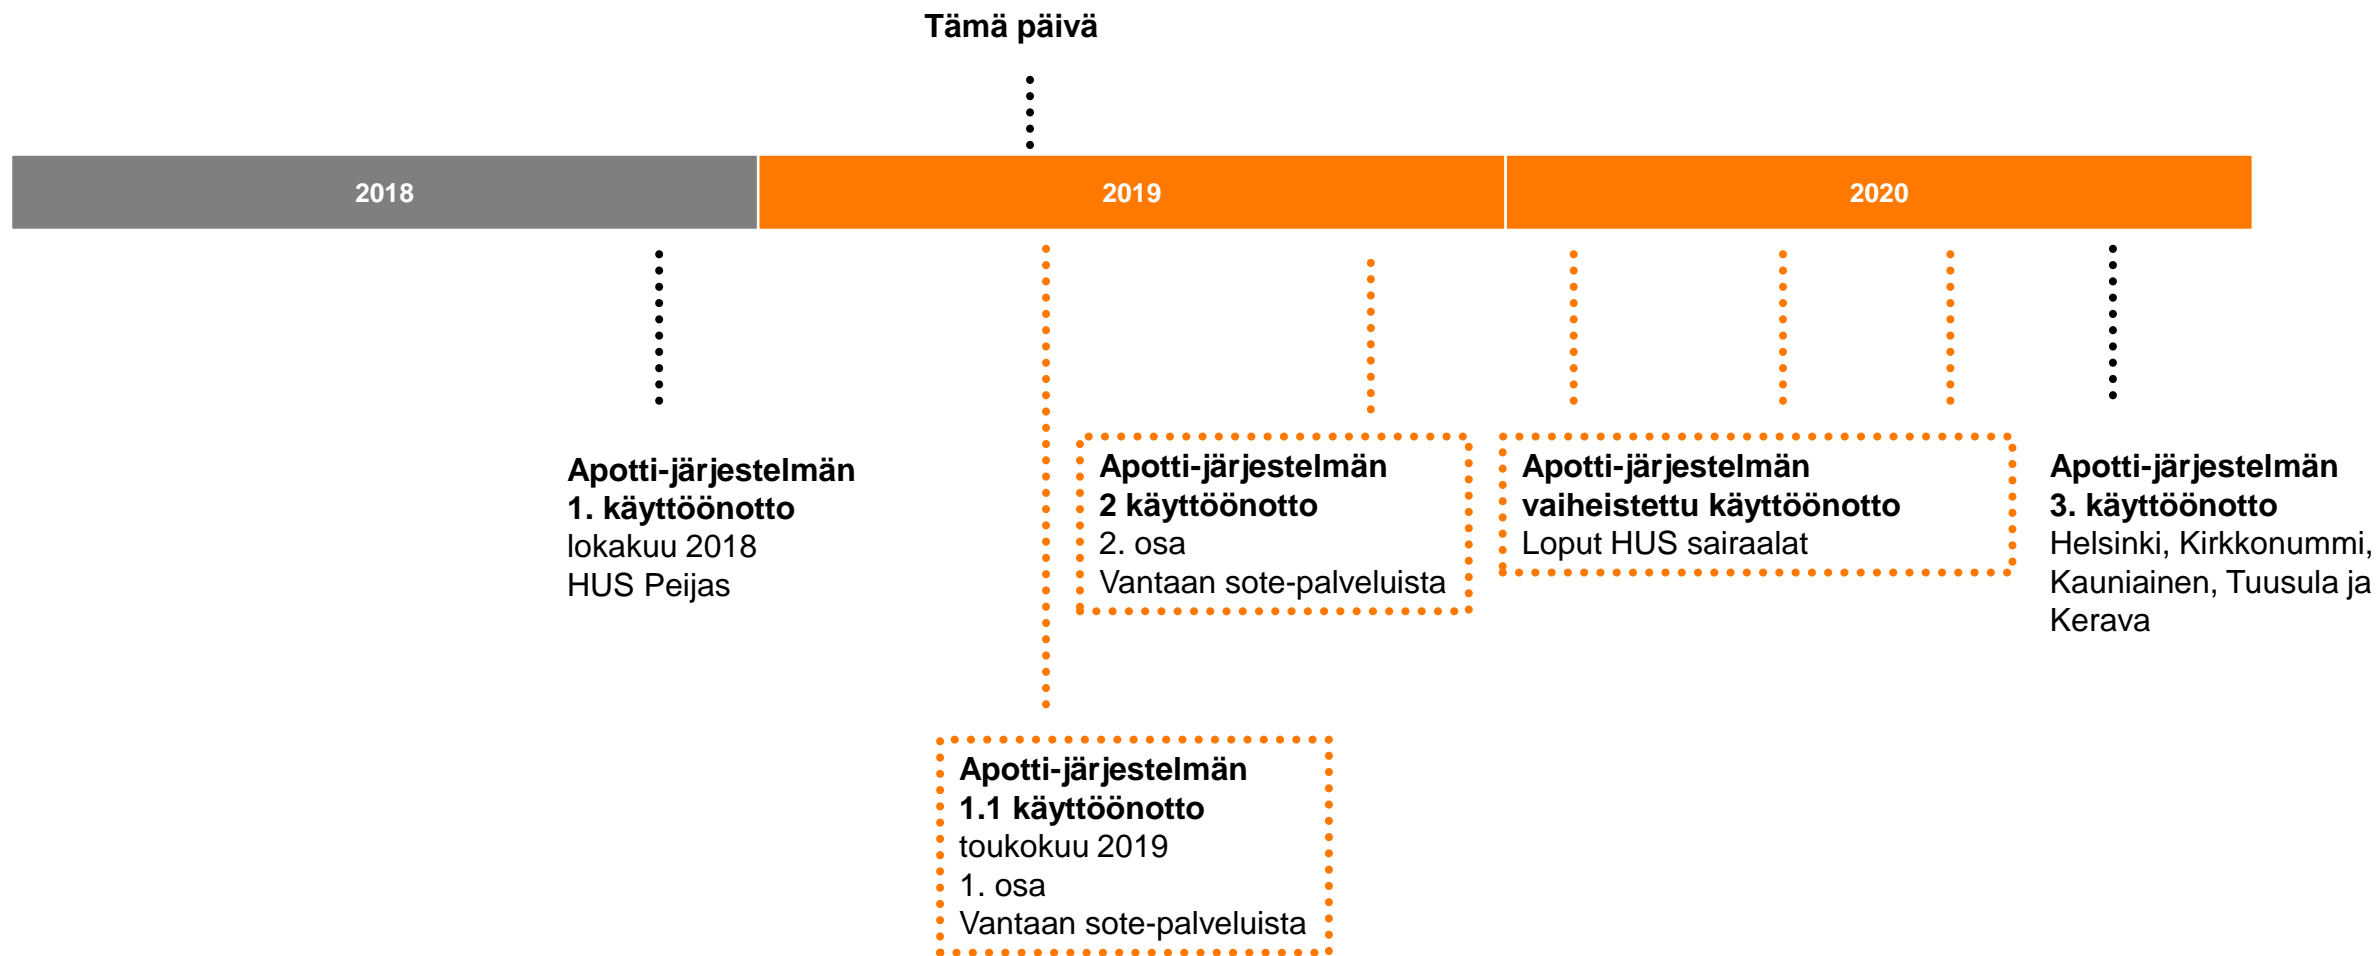 Tämä päivä
2018
2019
2020
Apotti-järjestelmän
1. käyttöönotto
lokakuu 2018
HUS Peijas
Apotti-järjestelmän
2 käyttöönotto
2. osa
Vantaan sote-palveluista
Apotti-järjestelmän
vaiheistettu käyttöönotto
Loput HUS sairaalat
Apotti-järjestelmän
3. käyttöönotto
Helsinki, Kirkkonummi,
Kauniainen, Tuusula ja
Kerava
Apotti-järjestelmän
1.1 käyttöönotto
toukokuu 2019
1. osa
Vantaan sote-palveluista